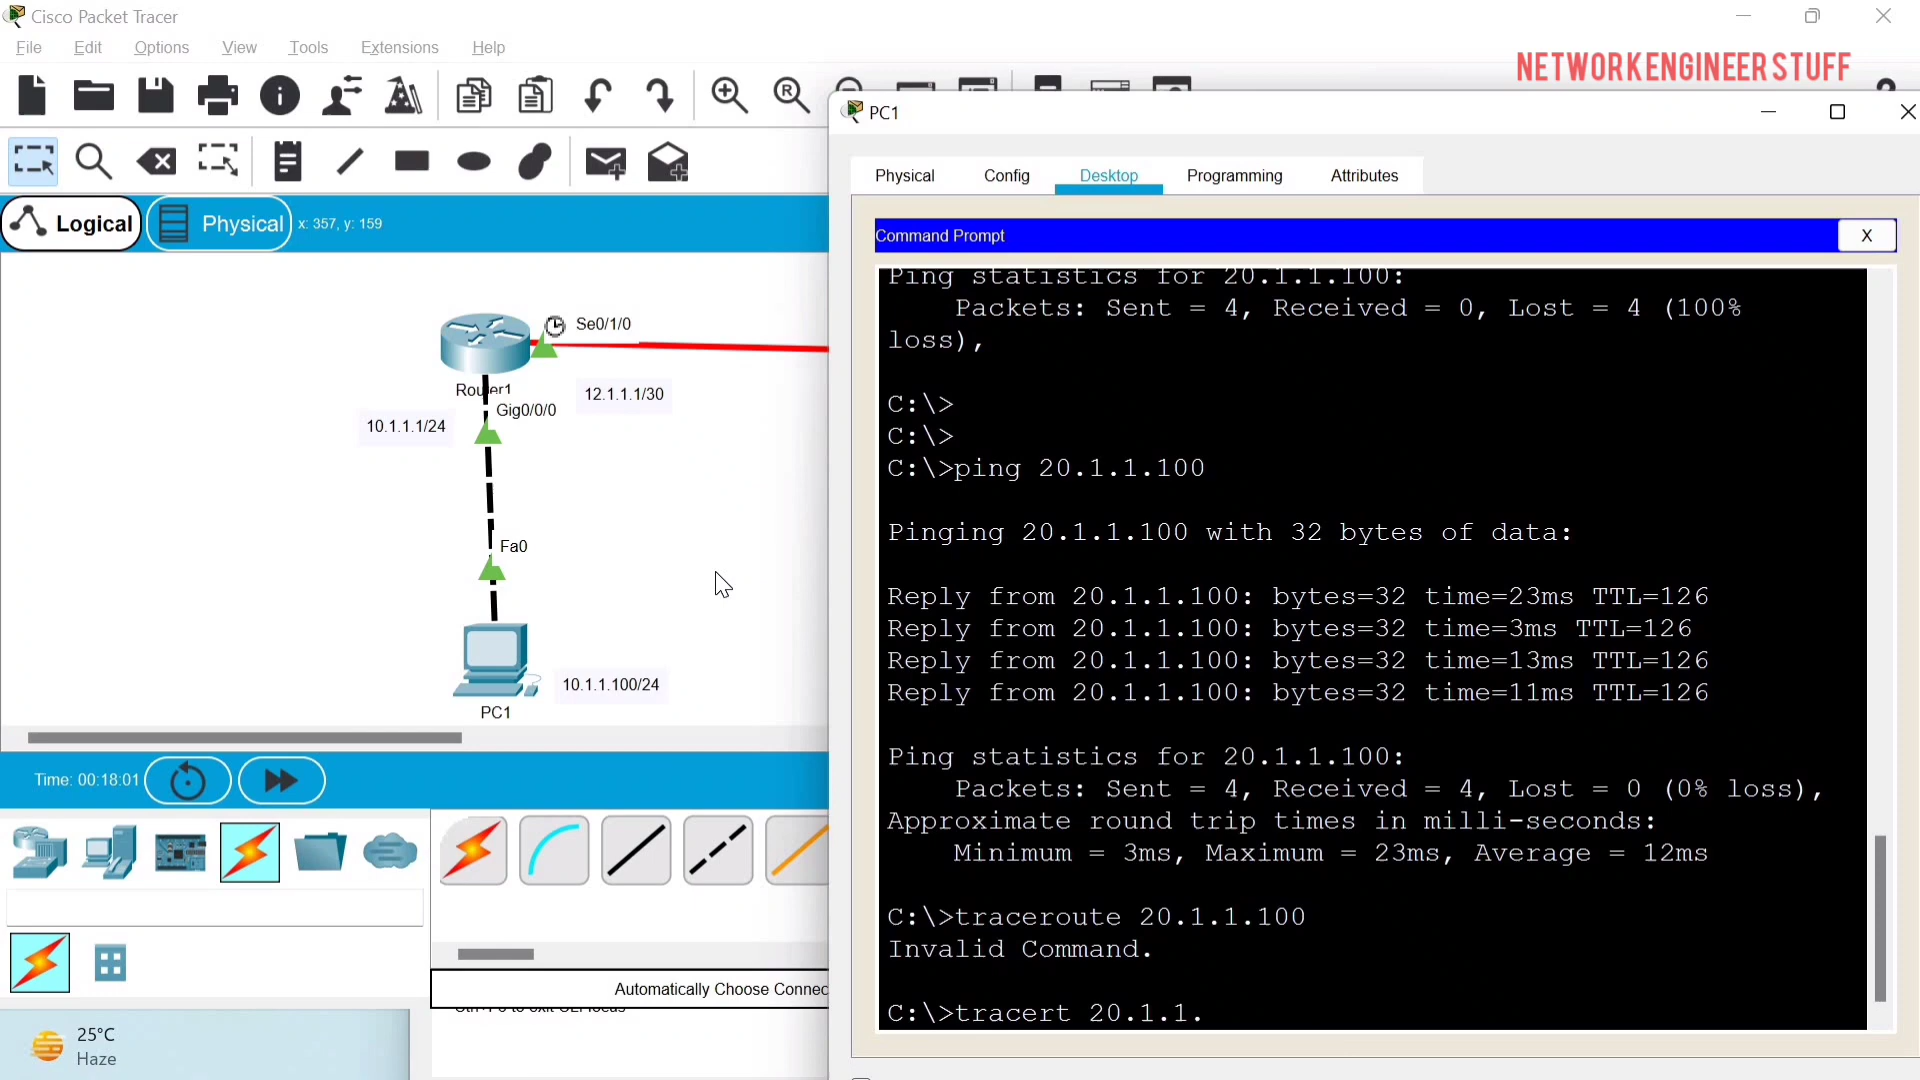 Cisco Packet Tracer
File Edit Options View Tools Extensions Help
NETWORKENGINEER STUFF
PC1
Physical Config Desktop Programming Attributes
Logical Physical x: 357, y: 159
Command Prompt X
Ping statistics for 20.1.1.100:
Packets: Sent = 4, Received = 0, Lost = 4 (100%
loss),
C:\>
C:\>
C:\>ping 20.1.1.100
Pinging 20.1.1.100 with 32 bytes of data:
Reply from 20.1.1.100: bytes=32 time=23ms TTL=126
Reply from 20.1.1.100: bytes=32 time=3ms TTL=126
Reply from 20.1.1.100: bytes=32 time=13ms TTL=126
Reply from 20.1.1.100: bytes=32 time=11ms TTL=126
Ping statistics for 20.1.1.100:
Packets: Sent = 4, Received = 4, Lost = 0 (0% loss),
Approximate round trip times in milli-seconds:
Minimum = 3ms, Maximum = 23ms, Average = 12ms
C:\>traceroute 20.1.1.100
Invalid Command.
C:\>tracert 20.1.1.
Se0/1/0
Router1
12.1.1.1/30
Gig0/0/0
10.1.1.1/24
Fa0
10.1.1.100/24
PC1
Time: 00:18:01
Automatically Choose Connec
25°C
Haze